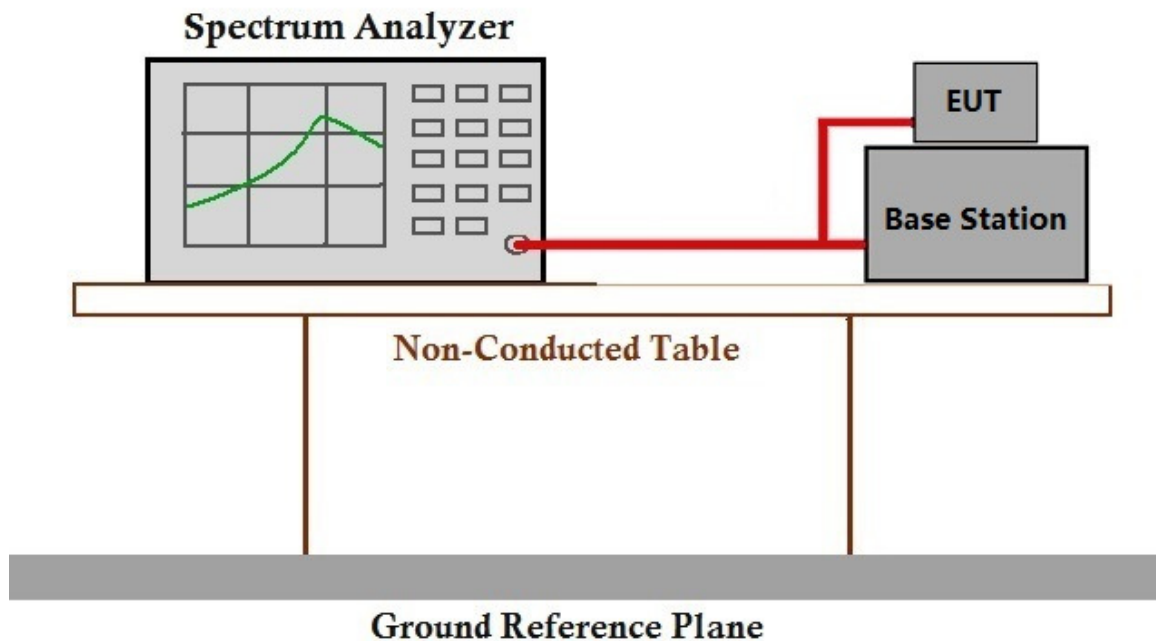 Spectrum Analyzer
EUT
Base Station
Non-Conducted Table
Ground Reference Plane